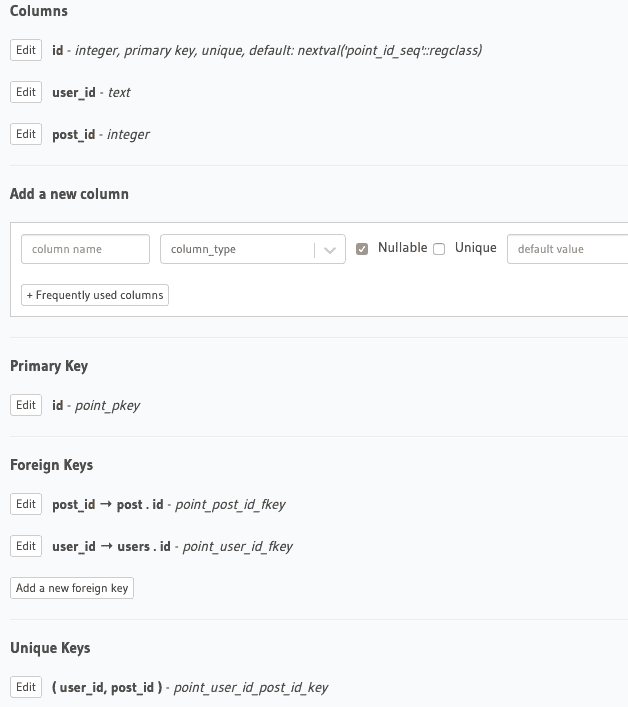 Columns
Edit id - integer, primary key, unique, default: nextval('point_id_seq'::regclass)
Edit user_id - text
Edit post_id - integer
Add a new column
column name column_type Nullable Unique default value
+ Frequently used columns
Primary Key
Edit id - point_pkey
Foreign Keys
Edit post_id → post . id - point_post_id_fkey
Edit user_id → users . id - point_user_id_fkey
Add a new foreign key
Unique Keys
Edit ( user_id, post_id ) - point_user_id_post_id_key